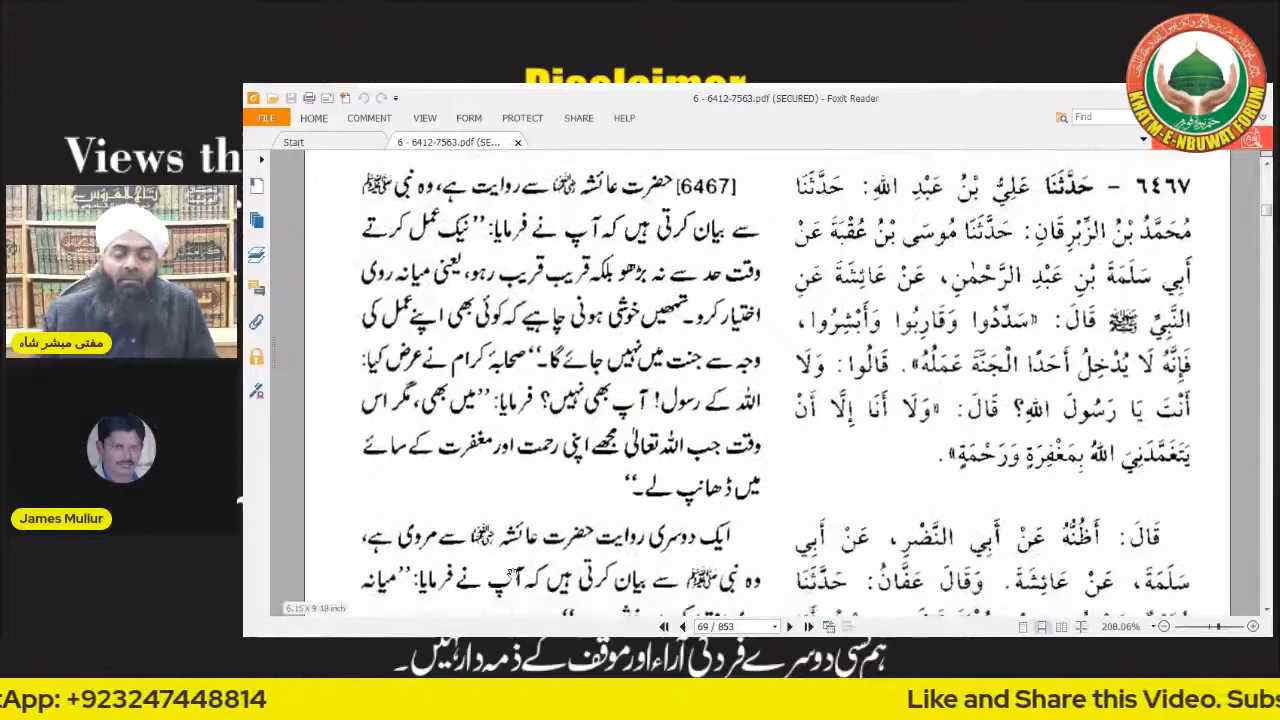 Disclaimer
Views th
KHATM-E-NBUWAT FORUM
6 - 6412-7563.pdf (SECURED) - Foxit Reader
FILE HOME COMMENT VIEW FORM PROTECT SHARE HELP
Find
Start
6 - 6412-7563.pdf (SE...
٦٤٦٧ – حَدَّثَنَا عَلِيُّ بْنُ عَبْدِ اللهِ: حَدَّثَنَا
مُحَمَّدُ بْنُ الزِّبْرِقَانِ: حَدَّثَنَا مُوسَى بْنُ عُقْبَةَ عَنْ
أَبِي سَلَمَةَ بْنِ عَبْدِ الرَّحْمٰنِ، عَنْ عَائِشَةَ عَنِ
النَّبِيِّ ﷺ قَالَ: «سَدِّدُوا وَقَارِبُوا وَأَبْشِرُوا،
فَإِنَّهُ لَا يُدْخِلُ أَحَدًا الْجَنَّةَ عَمَلُهُ». قَالُوا: وَلَا
أَنْتَ يَا رَسُولَ اللهِ؟ قَالَ: «وَلَا أَنَا إِلَّا أَنْ
يَتَغَمَّدَنِيَ اللهُ بِمَغْفِرَةٍ وَرَحْمَةٍ».
قَالَ: أَظُنُّهُ عَنْ أَبِي النَّضْرِ، عَنْ أَبِي
سَلَمَةَ، عَنْ عَائِشَةَ. وَقَالَ عَفَّانُ: حَدَّثَنَا
[6467] حضرت عائشہ ؓ سے روایت ہے، وہ نبی ﷺ
سے بیان کرتی ہیں کہ آپ نے فرمایا: ”نیک عمل کرتے
وقت حد سے نہ بڑھو بلکہ قریب قریب رہو، یعنی میانہ روی
اختیار کرو۔ تمھیں خوشی ہونی چاہیے کہ کوئی بھی اپنے عمل کی
وجہ سے جنت میں نہیں جائے گا۔“ صحابۂ کرام نے عرض کیا:
اللہ کے رسول! آپ بھی نہیں؟ فرمایا: ”میں بھی، مگر اس
وقت جب اللہ تعالیٰ مجھے اپنی رحمت اور مغفرت کے سائے
میں ڈھانپ لے۔“
ایک دوسری روایت حضرت عائشہ ؓ سے مروی ہے،
وہ نبی ﷺ سے بیان کرتی ہیں کہ آپ نے فرمایا: ”میانہ
6.15 x 9.18 inch
69 / 853
208.06%
مفتی مبشر شاہ
James Mullur
ہم کسی دوسرے فرد کی آراء اور موقف کے ذمہ دار نہیں۔
tApp: +923247448814
Like and Share this Video. Subs